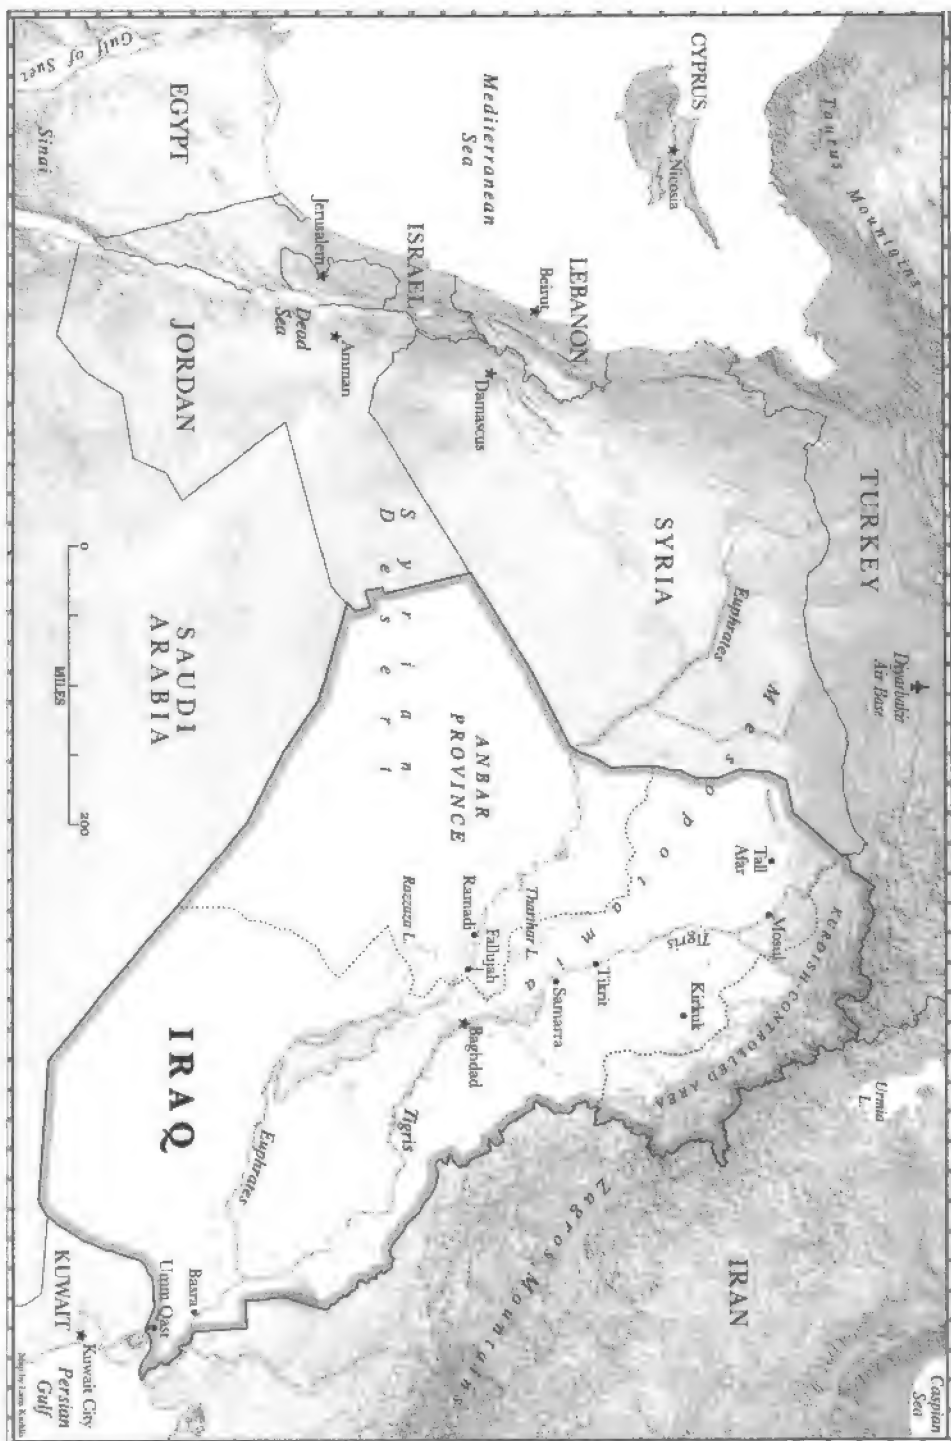 CYPRUS
Nicosia
Taurus Mountains
Mediterranean
Sea
Gulf of Suez
EGYPT
Sinai
LEBANON
Beirut
ISRAEL
Jerusalem
Dead
Sea
Amman
JORDAN
Damascus
SYRIA
TURKEY
Diyarbakir
Air Base
Euphrates
Mesopotamia
Syrian
Desert
SAUDI
ARABIA
0 200
MILES
ANBAR
PROVINCE
Tall
Afar
Mosul
Tigris
Kirkuk
KURDISH-CONTROLLED AREA
Urmia
L.
Tikrit
Samarra
Tharthar L.
Ramadi
Fallujah
Razzaza L.
Baghdad
Tigris
Euphrates
IRAQ
Zagros Mountains
IRAN
Caspian
Sea
Basra
Umm Qasr
KUWAIT
Kuwait City
Persian
Gulf